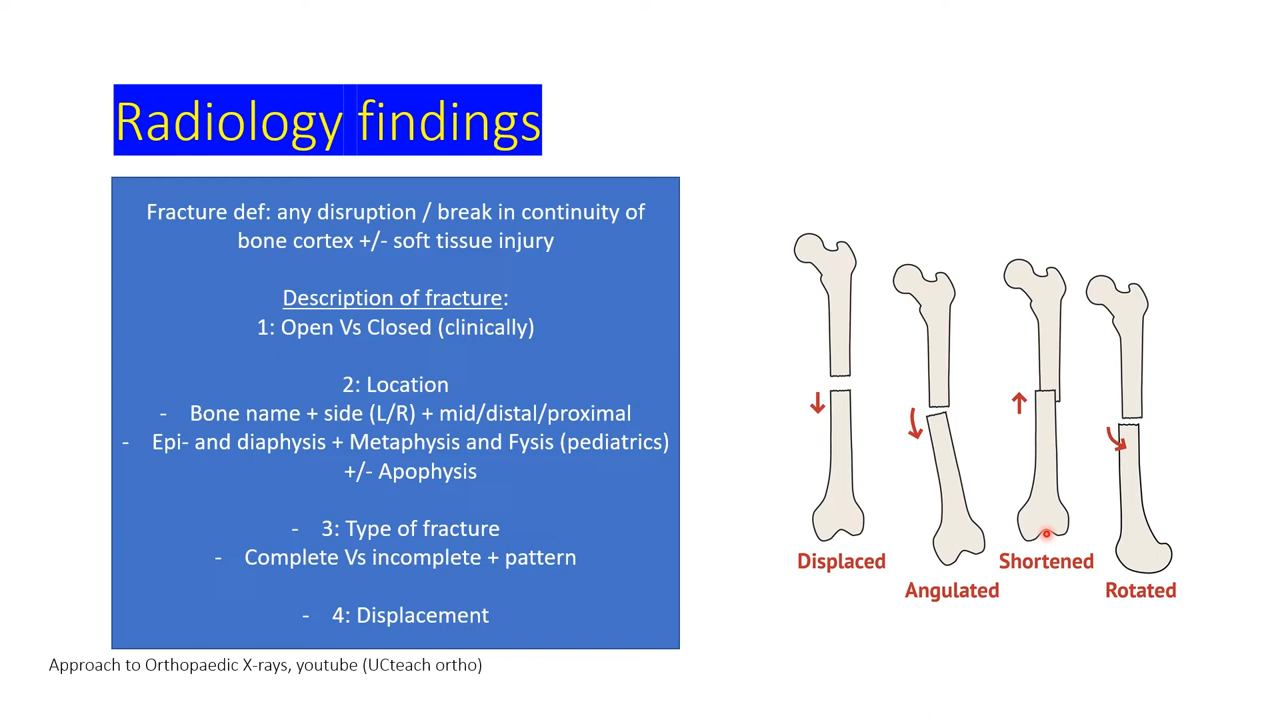 Radiology findings
Fracture def: any disruption / break in continuity of
bone cortex +/- soft tissue injury
Description of fracture:
1: Open Vs Closed (clinically)
2: Location
- Bone name + side (L/R) + mid/distal/proximal
- Epi- and diaphysis + Metaphysis and Fysis (pediatrics)
+/- Apophysis
- 3: Type of fracture
- Complete Vs incomplete + pattern
- 4: Displacement
Displaced
Angulated
Shortened
Rotated
Approach to Orthopaedic X-rays, youtube (UCteach ortho)